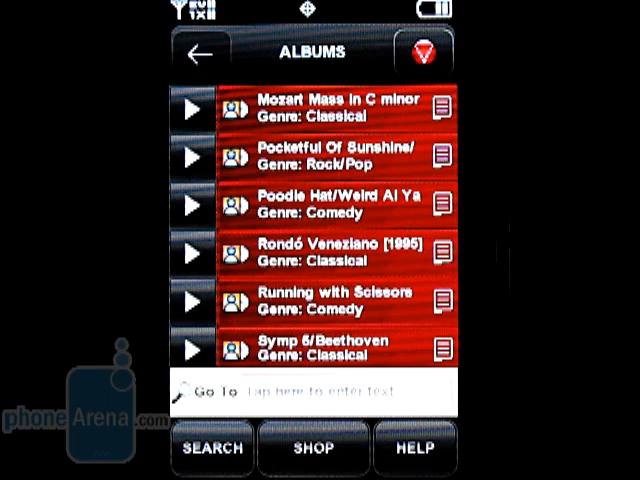 EV
1X
ALBUMS
Mozart Mass in C minor
Genre: Classical
Pocketful Of Sunshine/
Genre: Rock/Pop
Poodle Hat/Weird Al Ya
Genre: Comedy
Rondó Veneziano [1995]
Genre: Classical
Running with Scissors
Genre: Comedy
Symp 5/Beethoven
Genre: Classical
Go To Tap here to enter text
SEARCH SHOP HELP
phoneArena.com